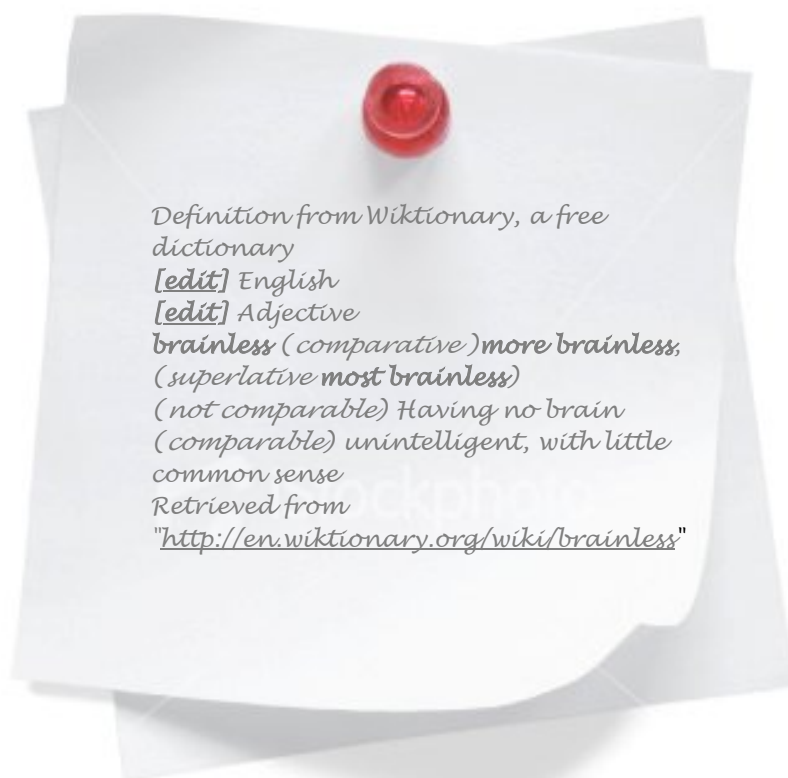 Definition from Wiktionary, a free
dictionary
[edit] English
[edit] Adjective
brainless (comparative )more brainless,
(superlative most brainless)
(not comparable) Having no brain
(comparable) unintelligent, with little
common sense
Retrieved from
"http://en.wiktionary.org/wiki/brainless"